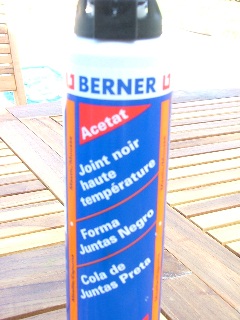 BERNER
Acetat
Joint noir
haute
température
Forma
Juntas Negro
Cola de
Juntas Preta